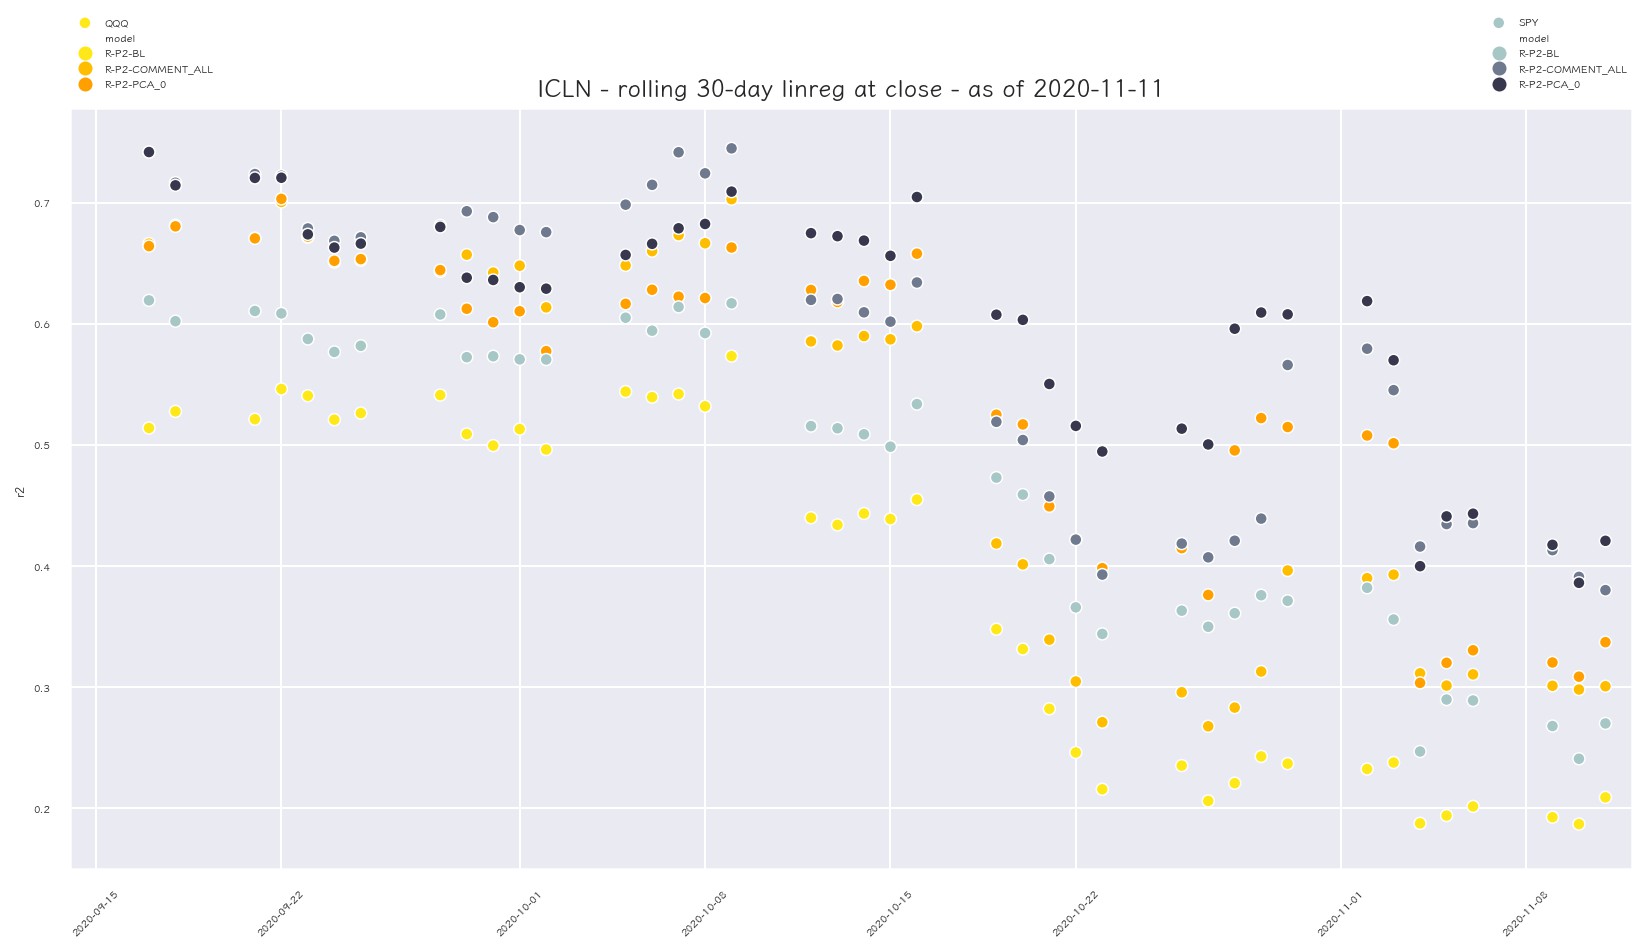 QQQ
model
R-P2-BL
R-P2-COMMENT_ALL
R-P2-PCA_0
SPY
model
R-P2-BL
R-P2-COMMENT_ALL
R-P2-PCA_0
ICLN - rolling 30-day linreg at close - as of 2020-11-11
0.7
0.6
0.5
0.4
0.3
0.2
r2
2020-09-15
2020-09-22
2020-10-01
2020-10-08
2020-10-15
2020-10-22
2020-11-01
2020-11-08